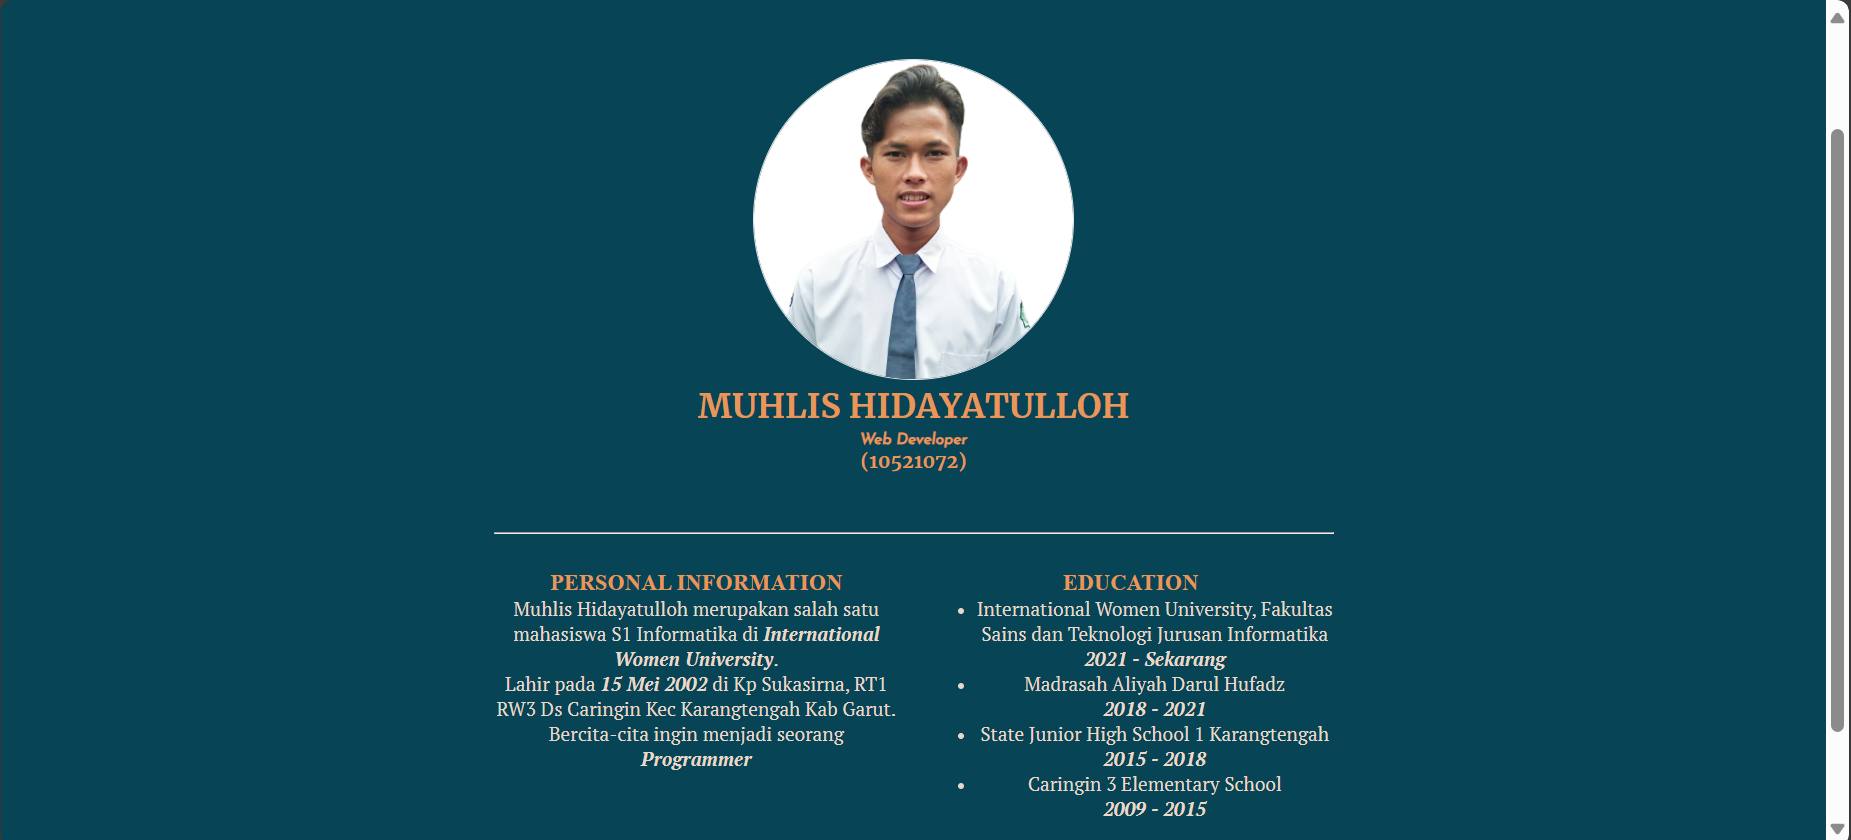 MUHLIS HIDAYATULLOH
Web Developer
(10521072)
PERSONAL INFORMATION
Muhlis Hidayatulloh merupakan salah satu
mahasiswa S1 Informatika di International
Women University.
Lahir pada 15 Mei 2002 di Kp Sukasirna, RT1
RW3 Ds Caringin Kec Karangtengah Kab Garut.
Bercita-cita ingin menjadi seorang
Programmer
EDUCATION
• International Women University, Fakultas
Sains dan Teknologi Jurusan Informatika
2021 - Sekarang
• Madrasah Aliyah Darul Hufadz
2018 - 2021
• State Junior High School 1 Karangtengah
2015 - 2018
• Caringin 3 Elementary School
2009 - 2015